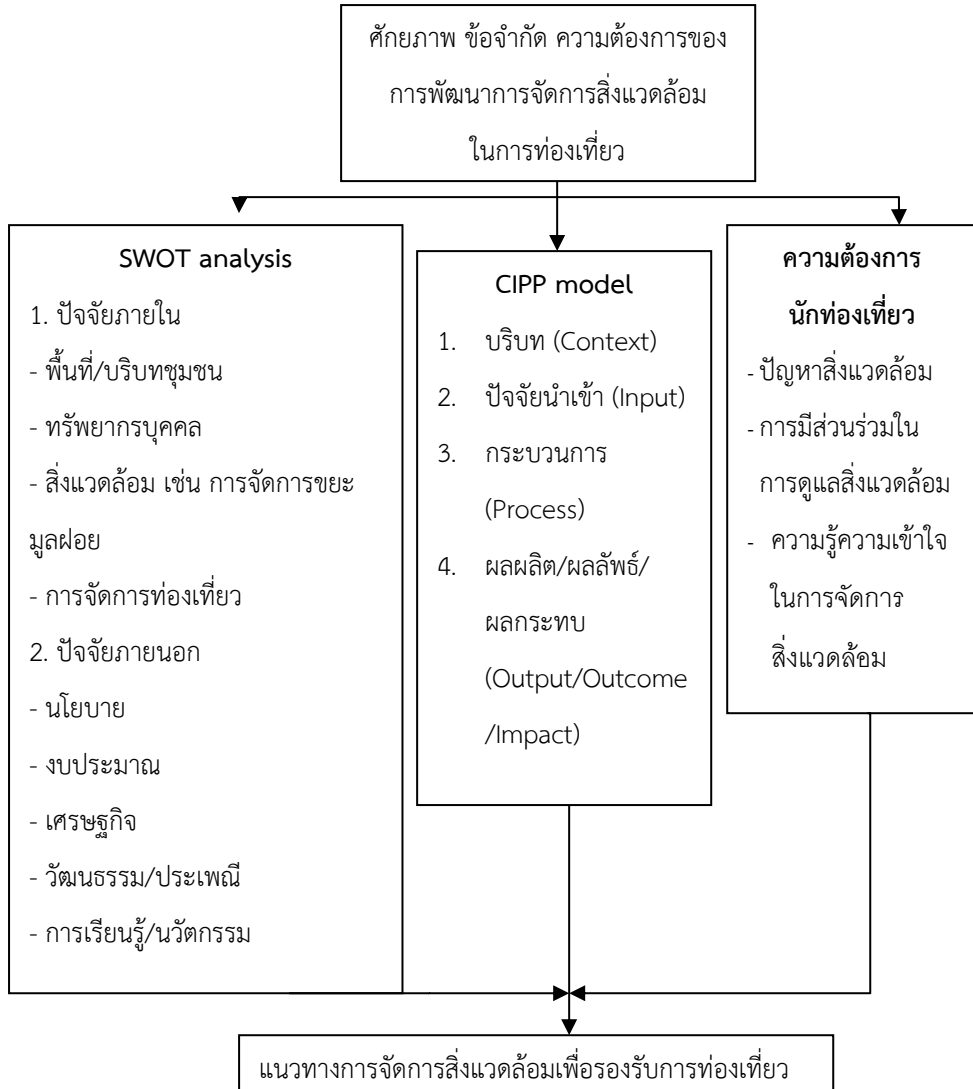 ศักยภาพ ข้อจำกัด ความต้องการของ
การพัฒนาการจัดการสิ่งแวดล้อม
ในการท่องเที่ยว
SWOT analysis
1. ปัจจัยภายใน
- พื้นที่/บริบทชุมชน
- ทรัพยากรบุคคล
- สิ่งแวดล้อม เช่น การจัดการขยะ
มูลฝอย
- การจัดการท่องเที่ยว
2. ปัจจัยภายนอก
- นโยบาย
- งบประมาณ
- เศรษฐกิจ
- วัฒนธรรม/ประเพณี
- การเรียนรู้/นวัตกรรม
CIPP model
1. บริบท (Context)
2. ปัจจัยนำเข้า (Input)
3. กระบวนการ
(Process)
4. ผลผลิต/ผลลัพธ์/
ผลกระทบ
(Output/Outcome
/Impact)
ความต้องการ
นักท่องเที่ยว
- ปัญหาสิ่งแวดล้อม
- การมีส่วนร่วมใน
การดูแลสิ่งแวดล้อม
- ความรู้ความเข้าใจ
ในการจัดการ
สิ่งแวดล้อม
แนวทางการจัดการสิ่งแวดล้อมเพื่อรองรับการท่องเที่ยว